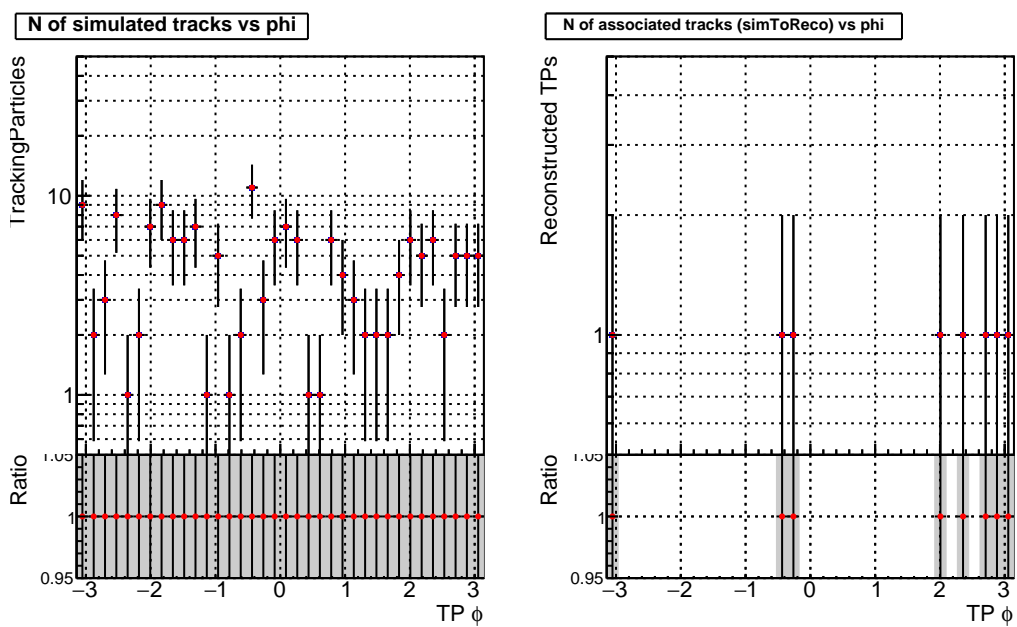 N of simulated tracks vs phi
TrackingParticles
10
1
Ratio
1.05
1
0.95
−3 −2 −1 0 1 2 3
TP ϕ
N of associated tracks (simToReco) vs phi
Reconstructed TPs
1
Ratio
1.05
1
0.95
−3 −2 −1 0 1 2 3
TP ϕ